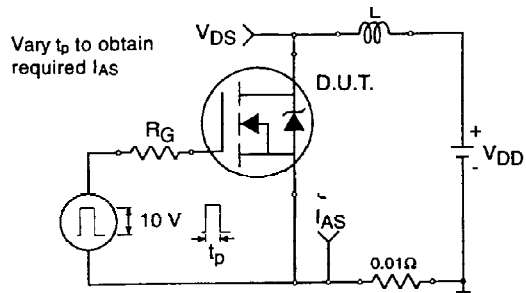 Vary tp to obtain
required IAS
VDS
L
D.U.T.
RG
+
VDD
-
10 V
tp
IAS
0.01Ω